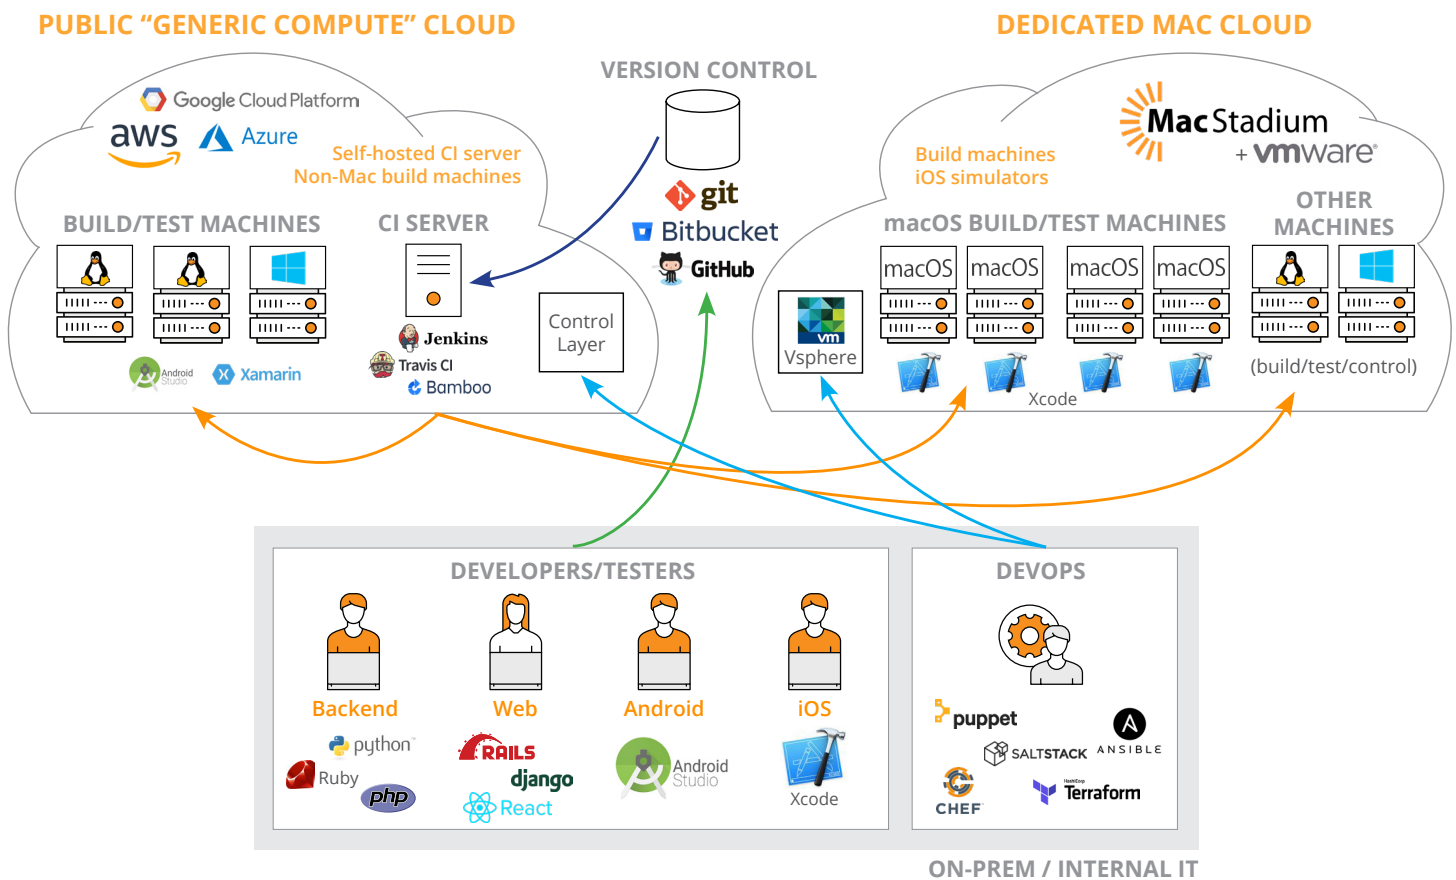 PUBLIC “GENERIC COMPUTE” CLOUD
Google Cloud Platform
aws
Azure
Self-hosted CI server
Non-Mac build machines
BUILD/TEST MACHINES
CI SERVER
Android
Studio
Xamarin
Jenkins
Travis CI
Bamboo
Control
Layer
VERSION CONTROL
git
Bitbucket
GitHub
DEDICATED MAC CLOUD
MacStadium
+ vmware®
Build machines
iOS simulators
macOS BUILD/TEST MACHINES
OTHER
MACHINES
macOS
macOS
macOS
macOS
vm
Vsphere
Xcode
(build/test/control)
DEVELOPERS/TESTERS
Backend
Web
Android
iOS
python™
Ruby
php
RAILS
django
React
Android
Studio
Xcode
DEVOPS
puppet
ANSIBLE
SALTSTACK
CHEF
HashiCorp
Terraform
ON-PREM / INTERNAL IT